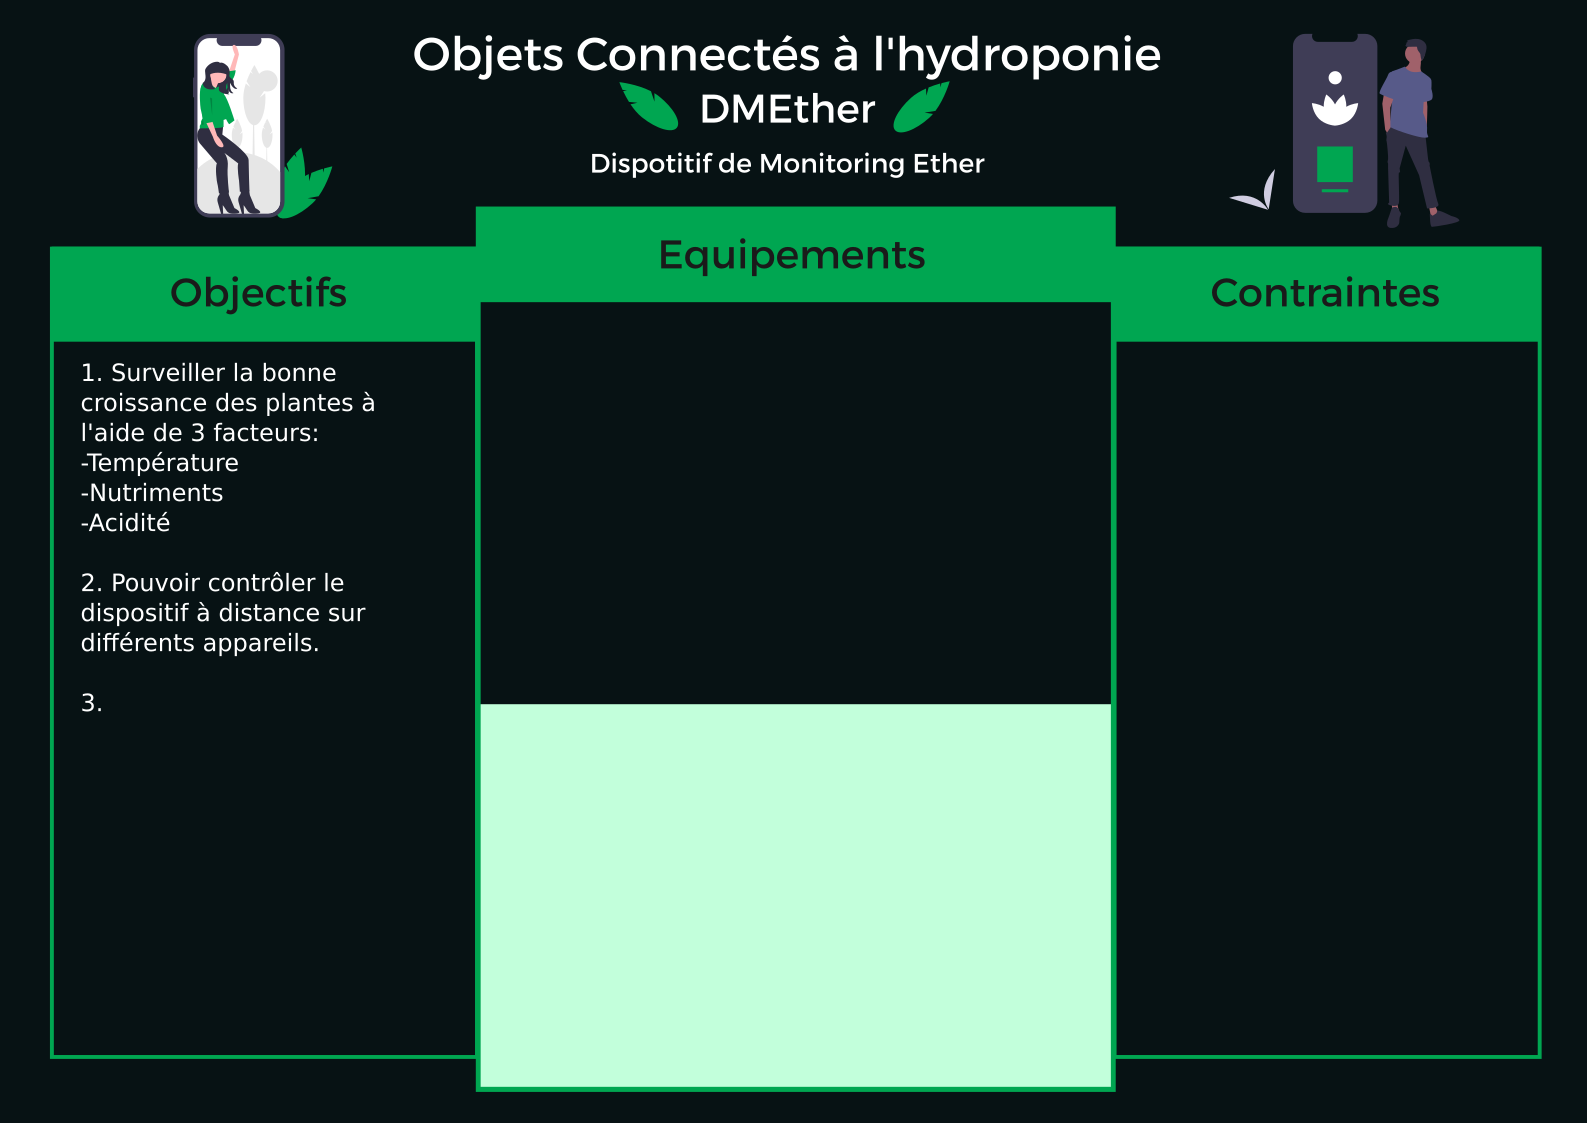 Objets Connectés à l'hydroponie
DMEther
Dispotitif de Monitoring Ether
Objectifs
1. Surveiller la bonne
croissance des plantes à
l'aide de 3 facteurs:
-Température
-Nutriments
-Acidité
2. Pouvoir contrôler le
dispositif à distance sur
différents appareils.
3.
Equipements
Contraintes